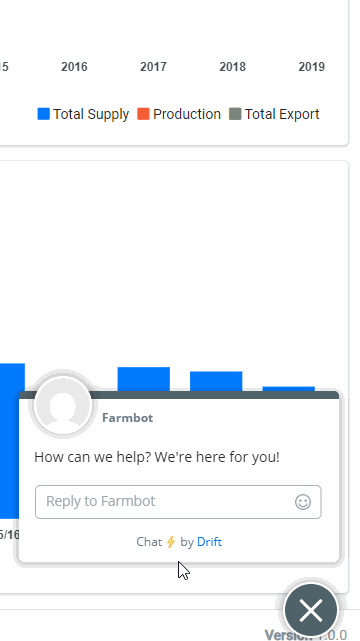 15 2016 2017 2018 2019
Total Supply Production Total Export
Farmbot
How can we help? We're here for you!
Reply to Farmbot
5/16
Chat by Drift
Version 1.0.0